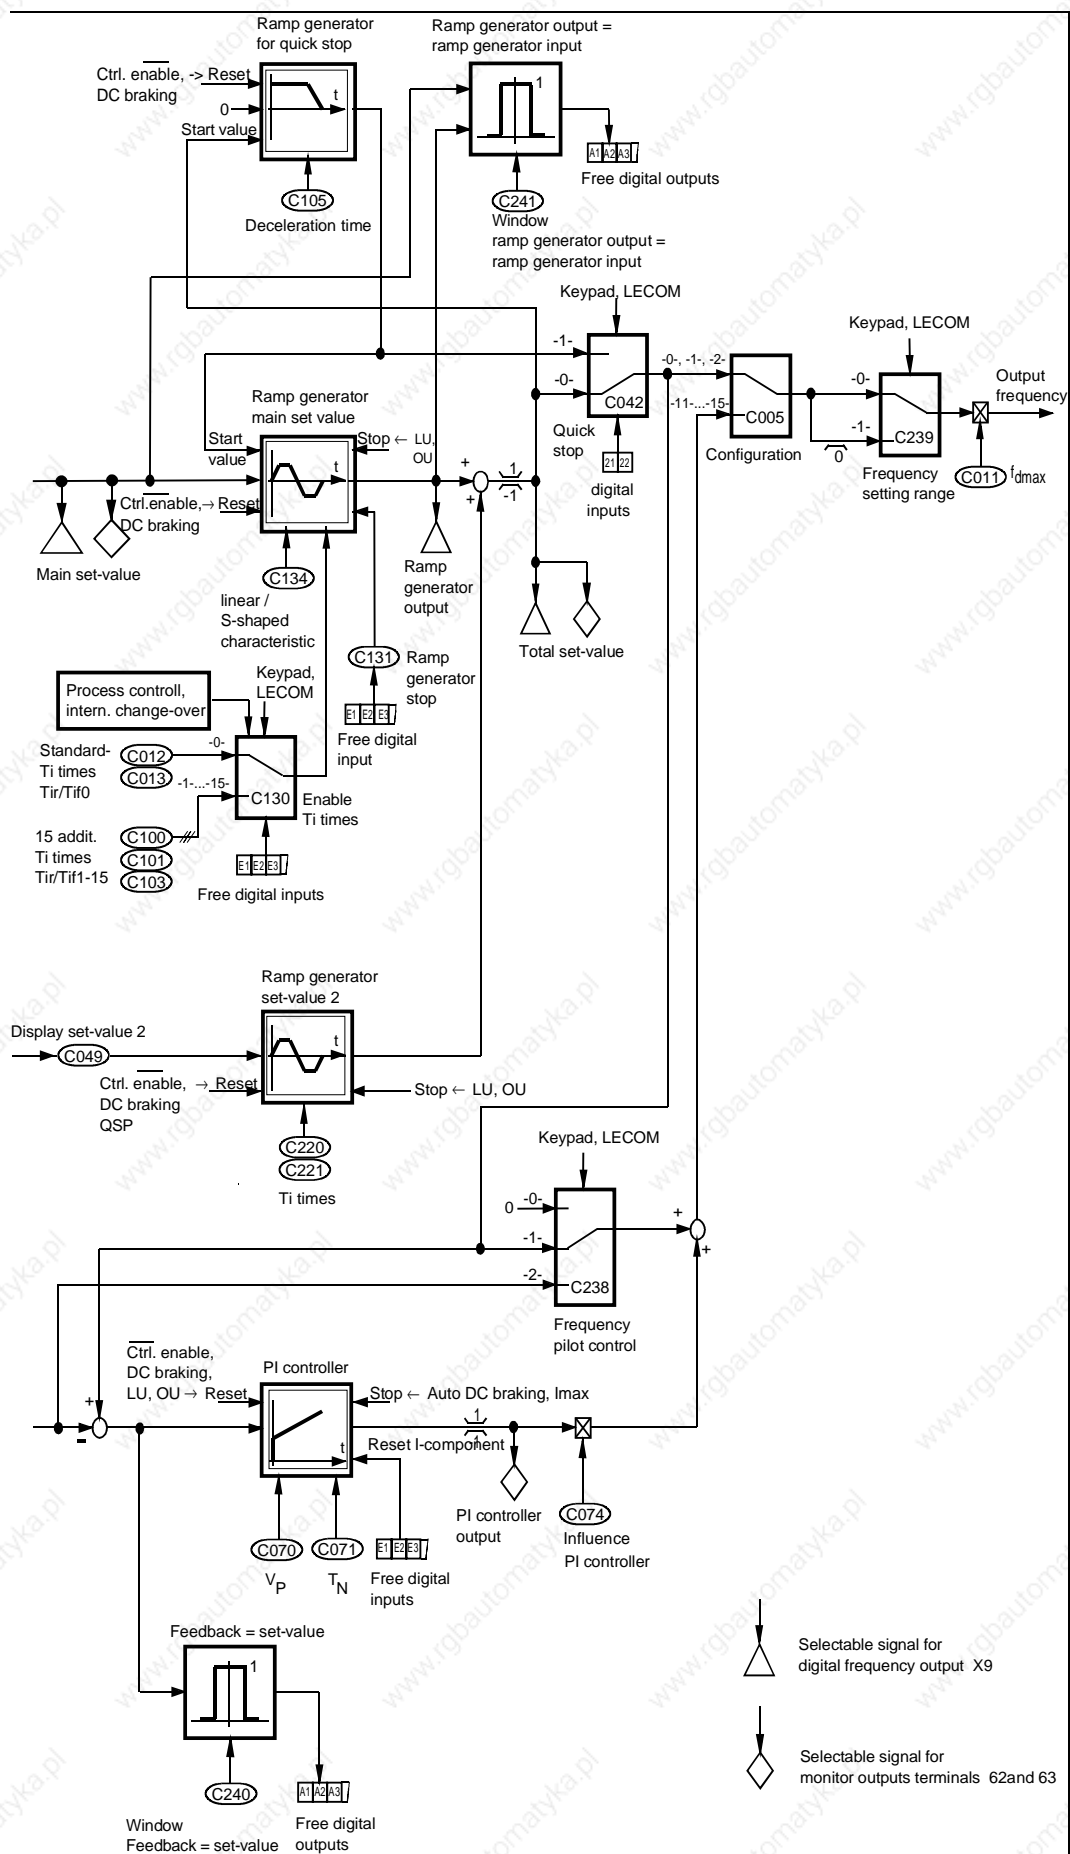 Ramp generator
for quick stop
Ctrl. enable, -> Reset
DC braking
0
Start value
t
C105
Deceleration time
Ramp generator output =
ramp generator input
1
A1 A2 A3
Free digital outputs
C241
Window
ramp generator output =
ramp generator input
Keypad, LECOM
-1-
-0-
C042
Quick
stop
21 22
digital
inputs
-0-, -1-, -2-
-11-...-15-
C005
Configuration
Keypad, LECOM
-0-
-1-
0
C239
Frequency
setting range
Output
frequency
C011 fdmax
Ramp generator
main set value
Start
value
Stop ← LU,
OU
t
Ctrl.enable,→ Reset
DC braking
Main set-value
C134
linear /
S-shaped
characteristic
+
+
1
-1
Ramp
generator
output
Total set-value
C131 Ramp
generator
stop
E1 E2 E3
Free digital
input
Process controll,
intern. change-over
Keypad,
LECOM
Standard-
Ti times
Tir/Tif0
C012
C013
-0-
-1-...-15-
C130
Enable
Ti times
15 addit.
Ti times
Tir/Tif1-15
C100
C101
C103
E1 E2 E3
Free digital inputs
Ramp generator
set-value 2
Display set-value 2
C049
t
Ctrl. enable, → Reset
DC braking
QSP
Stop ← LU, OU
C220
C221
Ti times
Keypad, LECOM
0 -0-
-1-
-2-
C238
Frequency
pilot control
+
+
Ctrl. enable,
DC braking,
LU, OU → Reset
PI controller
Stop ← Auto DC braking, Imax
+
-
t
1
-1
Reset I-component
PI controller
output
C074
Influence
PI controller
C070
C071
VP
TN
E1 E2 E3
Free digital
inputs
Feedback = set-value
1
C240
Window
Feedback = set-value
A1 A2 A3
Free digital
outputs
Selectable signal for
digital frequency output X9
Selectable signal for
monitor outputs terminals 62and 63
www.rgbautomatyka.pl